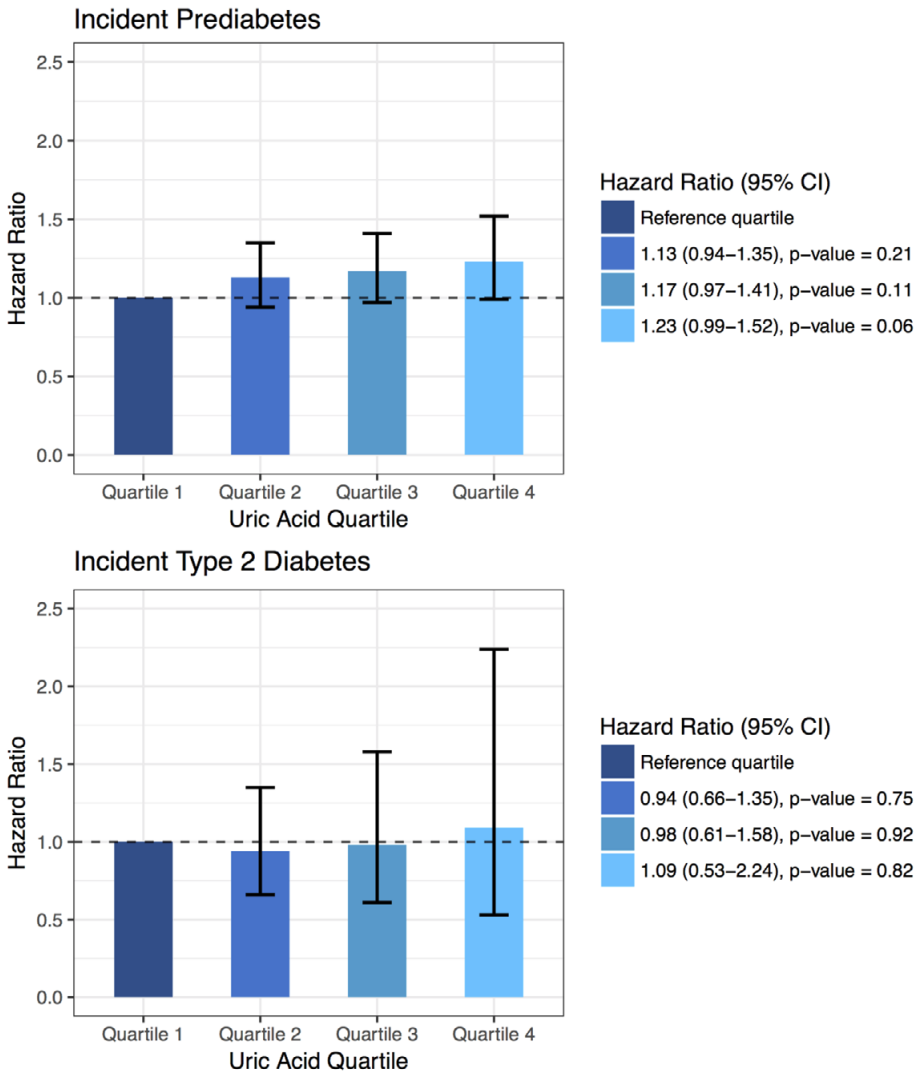 Incident Prediabetes
2.5
2.0
1.5
1.0
0.5
0.0
Hazard Ratio
Quartile 1 Quartile 2 Quartile 3 Quartile 4
Uric Acid Quartile
Hazard Ratio (95% CI)
Reference quartile
1.13 (0.94−1.35), p−value = 0.21
1.17 (0.97−1.41), p−value = 0.11
1.23 (0.99−1.52), p−value = 0.06
Incident Type 2 Diabetes
2.5
2.0
1.5
1.0
0.5
0.0
Hazard Ratio
Quartile 1 Quartile 2 Quartile 3 Quartile 4
Uric Acid Quartile
Hazard Ratio (95% CI)
Reference quartile
0.94 (0.66−1.35), p−value = 0.75
0.98 (0.61−1.58), p−value = 0.92
1.09 (0.53−2.24), p−value = 0.82